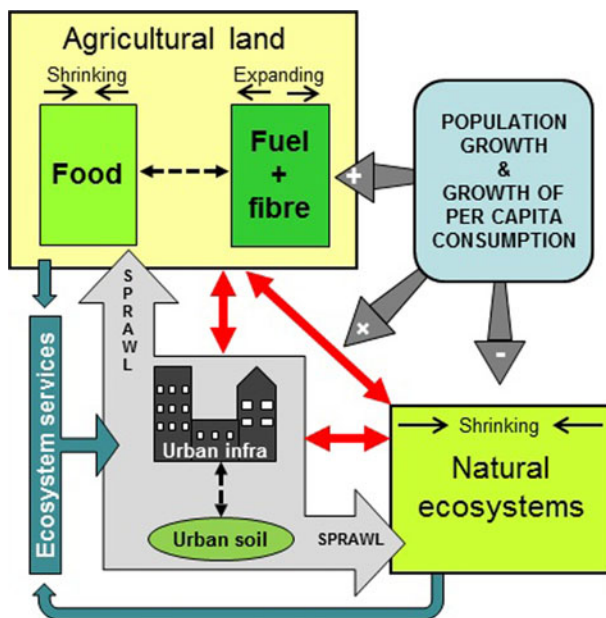 Agricultural land
Shrinking
Expanding
Food
Fuel
+
fibre
POPULATION
GROWTH
&
GROWTH OF
PER CAPITA
CONSUMPTION
+
×
-
SPRAWL
Ecosystem services
Urban infra
Urban soil
SPRAWL
Shrinking
Natural
ecosystems